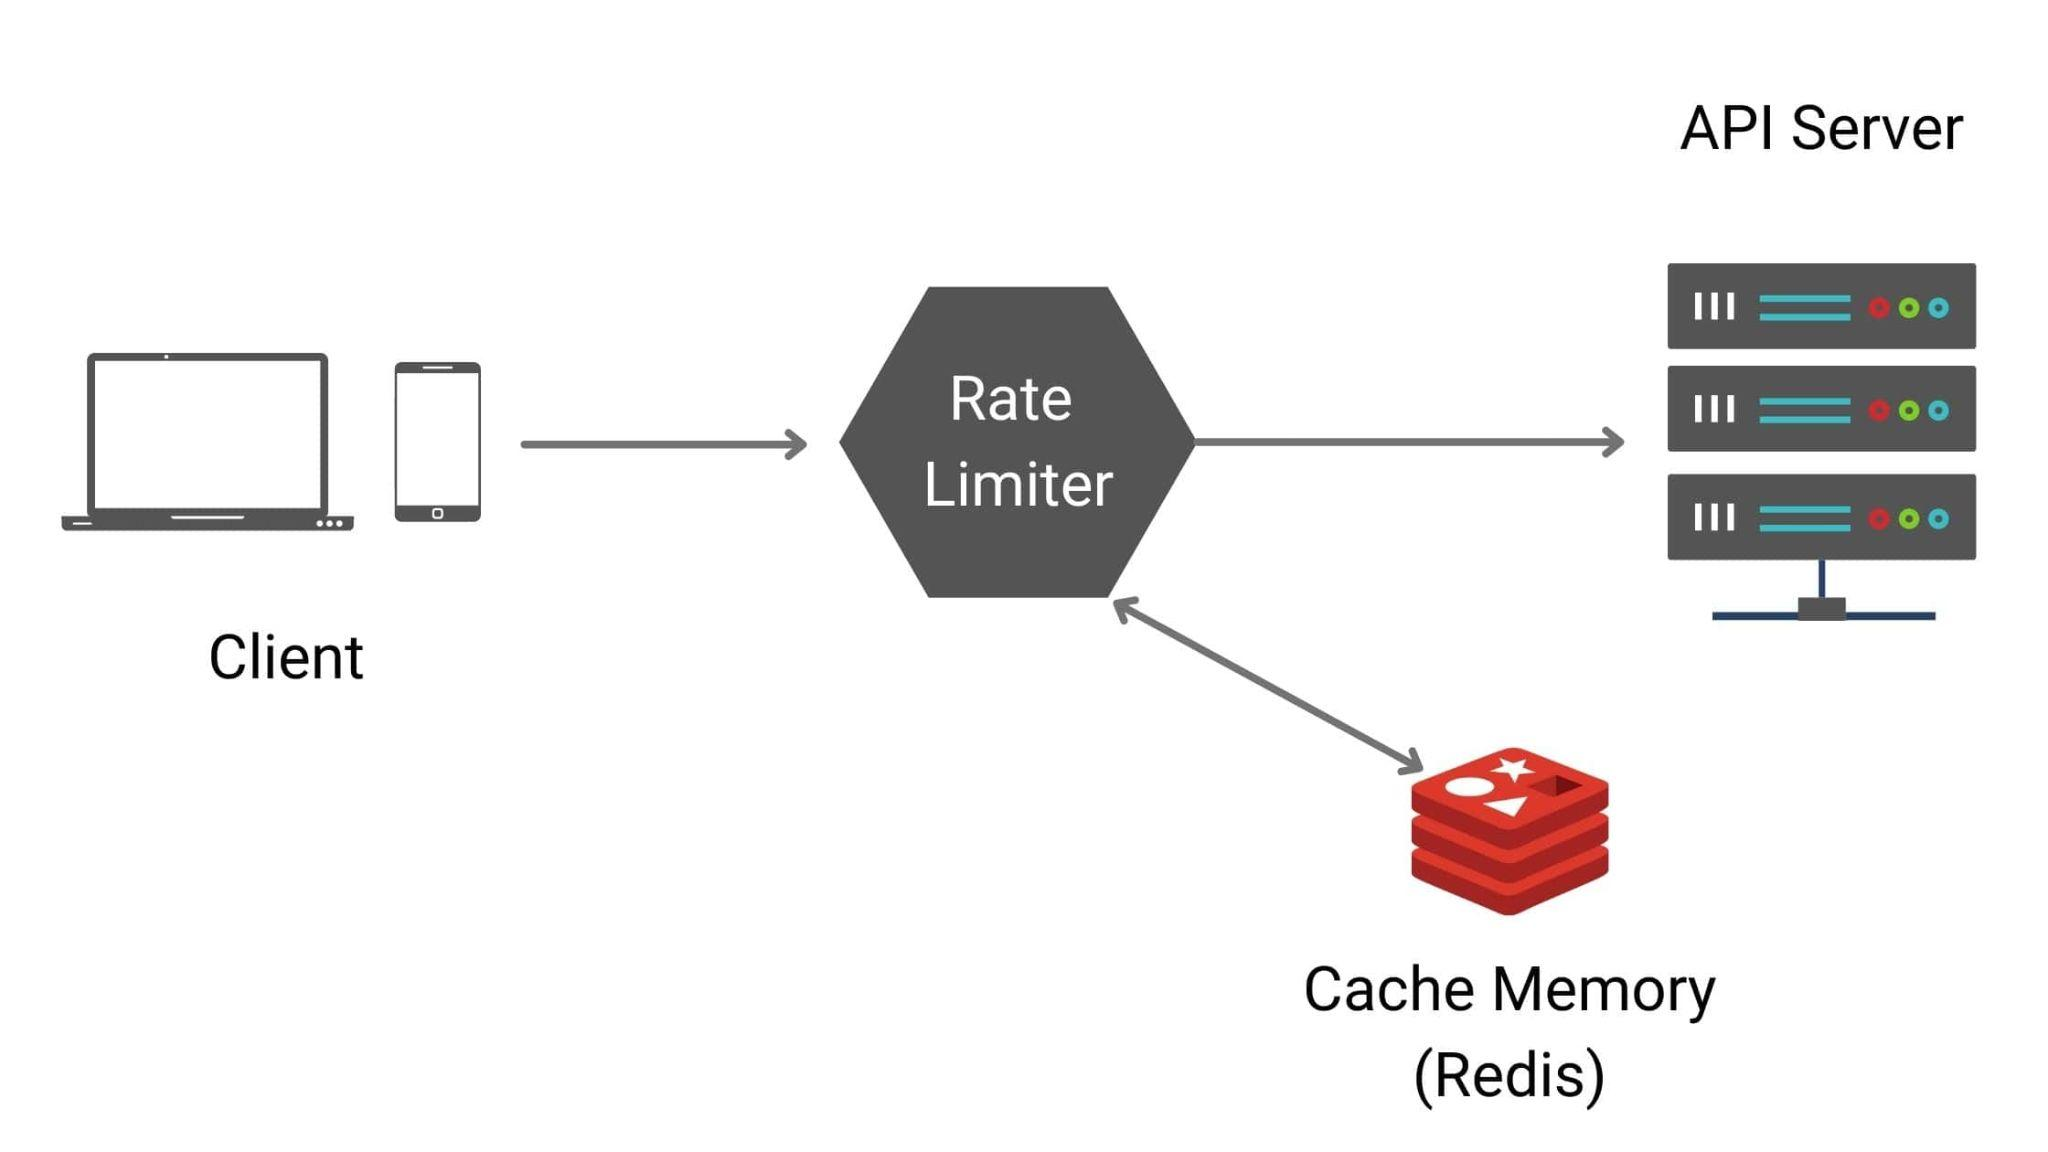 API Server
Rate
Limiter
Client
Cache Memory
(Redis)